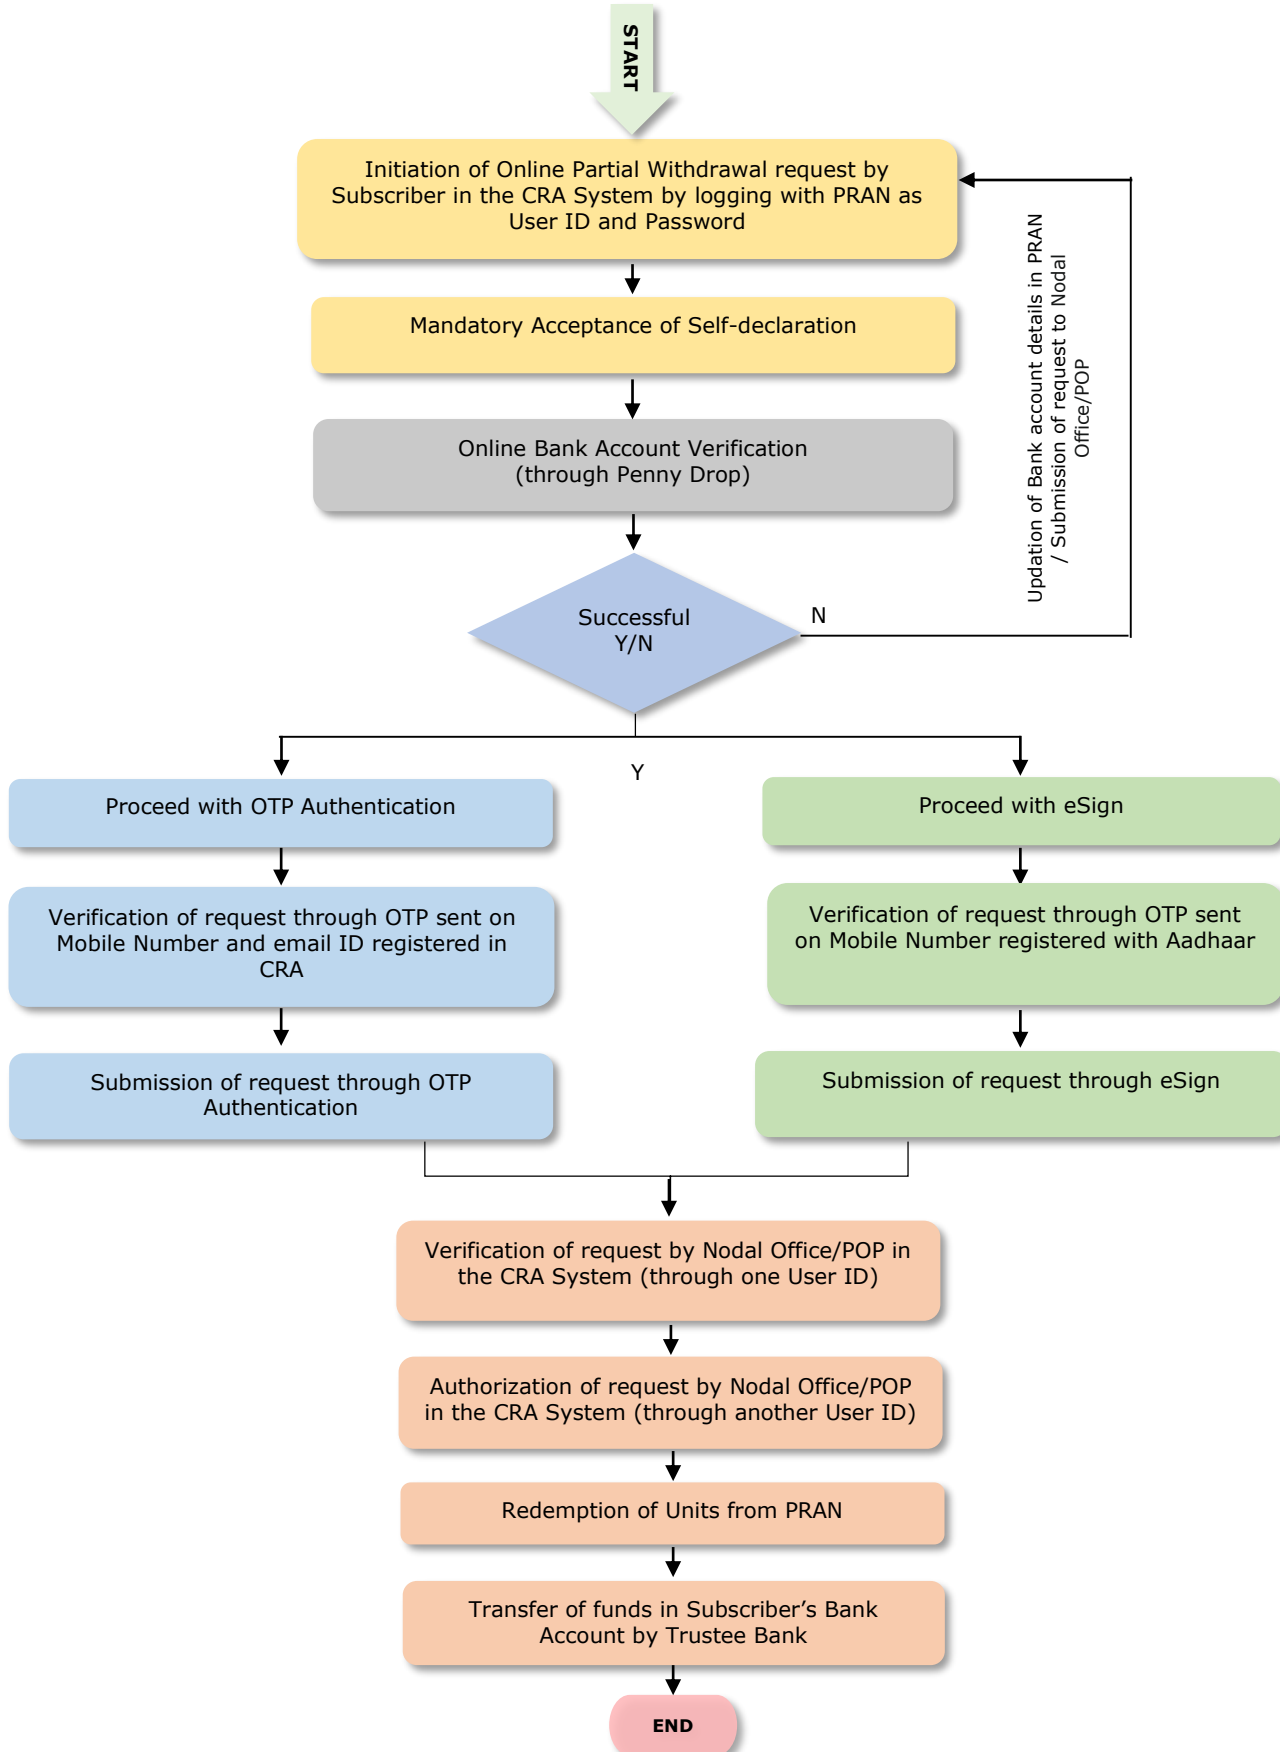 START
Initiation of Online Partial Withdrawal request by
Subscriber in the CRA System by logging with PRAN as
User ID and Password
Mandatory Acceptance of Self-declaration
Online Bank Account Verification
(through Penny Drop)
Updation of Bank account details in PRAN
/ Submission of request to Nodal
Office/POP
Successful
Y/N
N
Y
Proceed with OTP Authentication
Proceed with eSign
Verification of request through OTP sent on
Mobile Number and email ID registered in
CRA
Verification of request through OTP sent
on Mobile Number registered with Aadhaar
Submission of request through OTP
Authentication
Submission of request through eSign
Verification of request by Nodal Office/POP in
the CRA System (through one User ID)
Authorization of request by Nodal Office/POP
in the CRA System (through another User ID)
Redemption of Units from PRAN
Transfer of funds in Subscriber’s Bank
Account by Trustee Bank
END